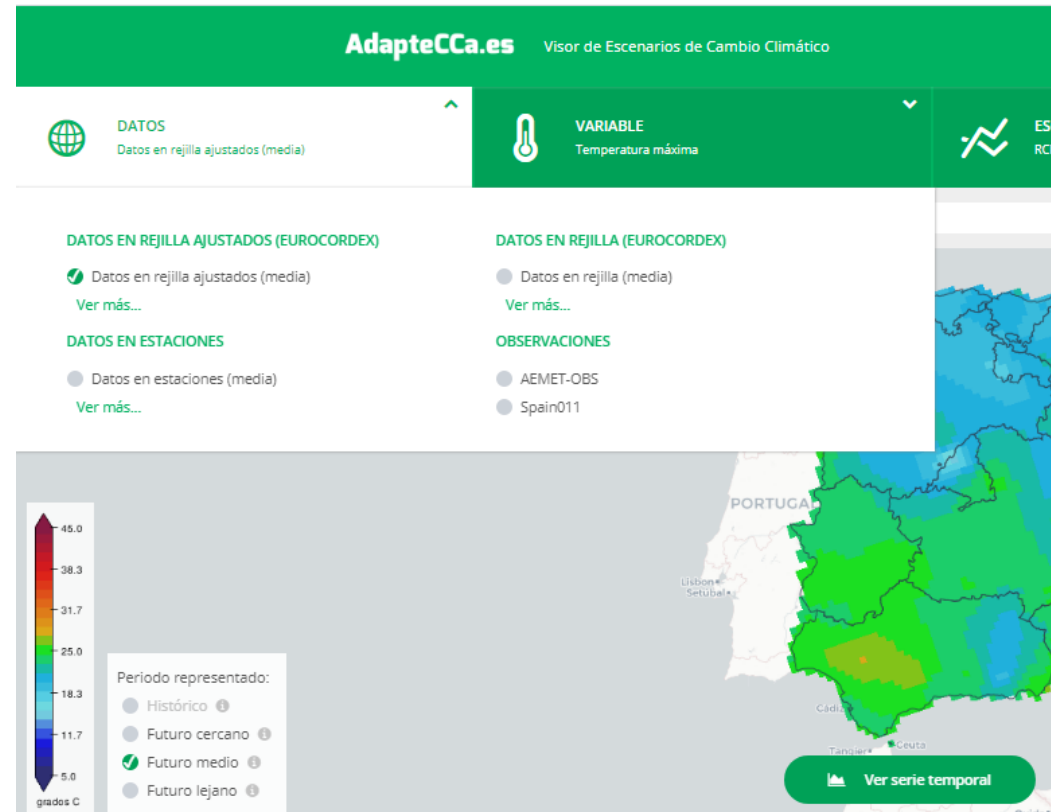 AdapteCCa.es Visor de Escenarios de Cambio Climático
DATOS
Datos en rejilla ajustados (media)
VARIABLE
Temperatura máxima
ES
RC
DATOS EN REJILLA AJUSTADOS (EUROCORDEX)
Datos en rejilla ajustados (media)
Ver más...
DATOS EN REJILLA (EUROCORDEX)
Datos en rejilla (media)
Ver más...
DATOS EN ESTACIONES
Datos en estaciones (media)
Ver más...
OBSERVACIONES
AEMET-OBS
Spain011
PORTUGA
Lisbon
Setúbal
Cádiz
Tangier
Ceuta
45.0
38.3
31.7
25.0
18.3
11.7
5.0
grados C
Periodo representado:
Histórico
Futuro cercano
Futuro medio
Futuro lejano
Ver serie temporal